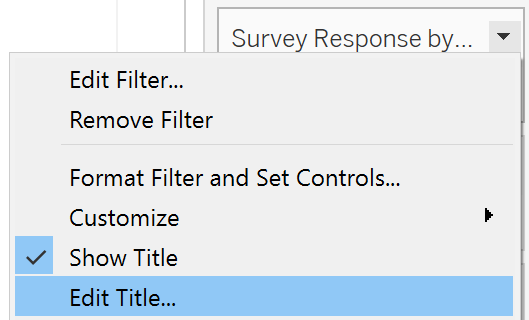 Survey Response by...
Edit Filter...
Remove Filter
Format Filter and Set Controls...
Customize
Show Title
Edit Title...